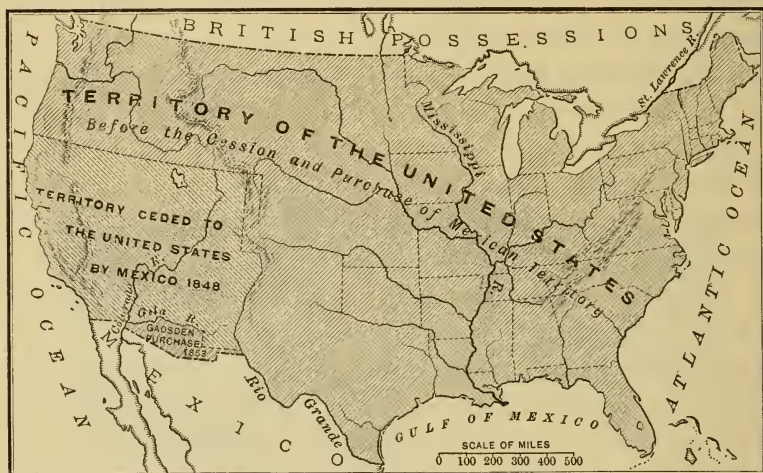 BRITISH POSSESSIONS
PACIFIC OCEAN
St. Lawrence R.
TERRITORY OF THE UNITED STATES
Before the Cession and Purchase of Mexican Territory
Mississippi
R.
TERRITORY CEDED TO
THE UNITED STATES
BY MEXICO 1848
Colorado R.
Gila R.
GADSDEN
PURCHASE
1853
MEXICO
Rio Grande
GULF OF MEXICO
ATLANTIC OCEAN
SCALE OF MILES
0 100 200 300 400 500